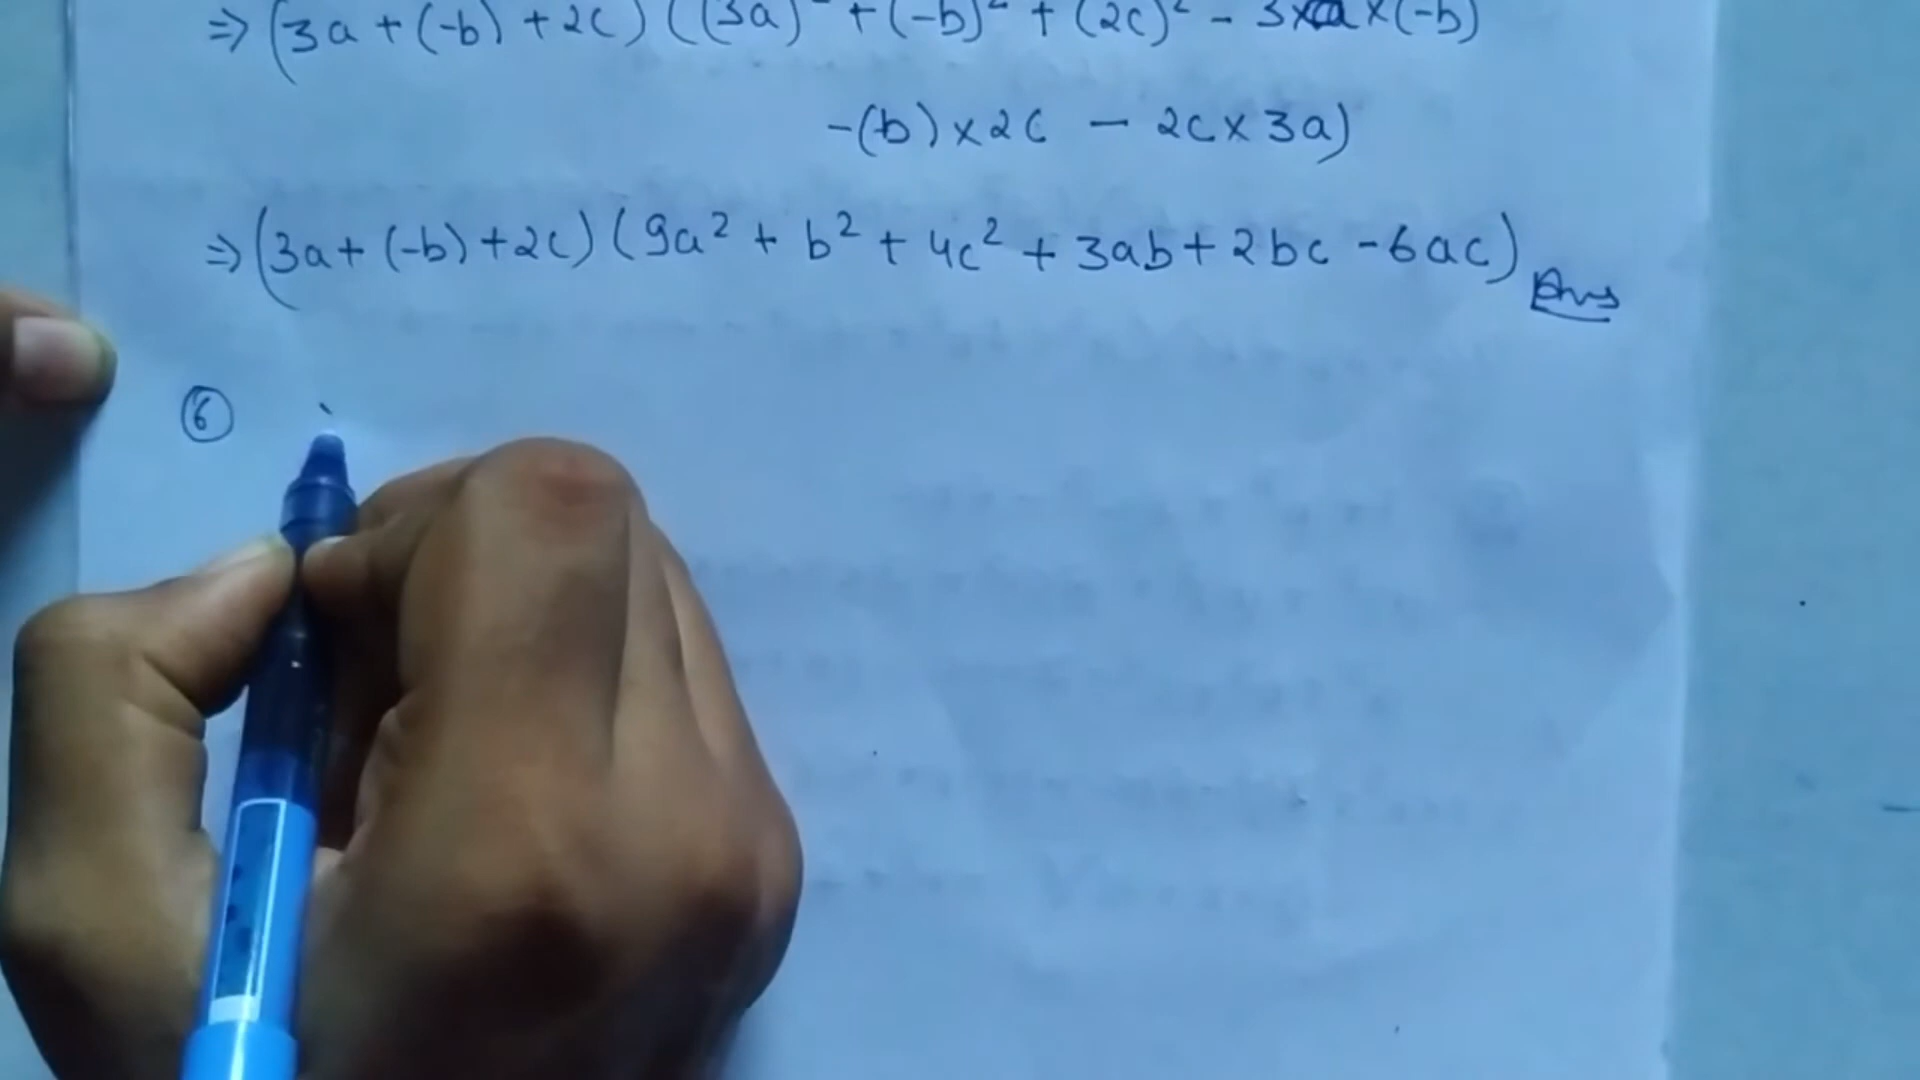 ⇒ (3a + (-b) + 2c) ((3a)² + (-b)² + (2c)² - 3×a×(-b)
-(b)×2c - 2c×3a)
⇒ (3a + (-b) + 2c) (9a² + b² + 4c² + 3ab + 2bc - 6ac) Ans
⑥